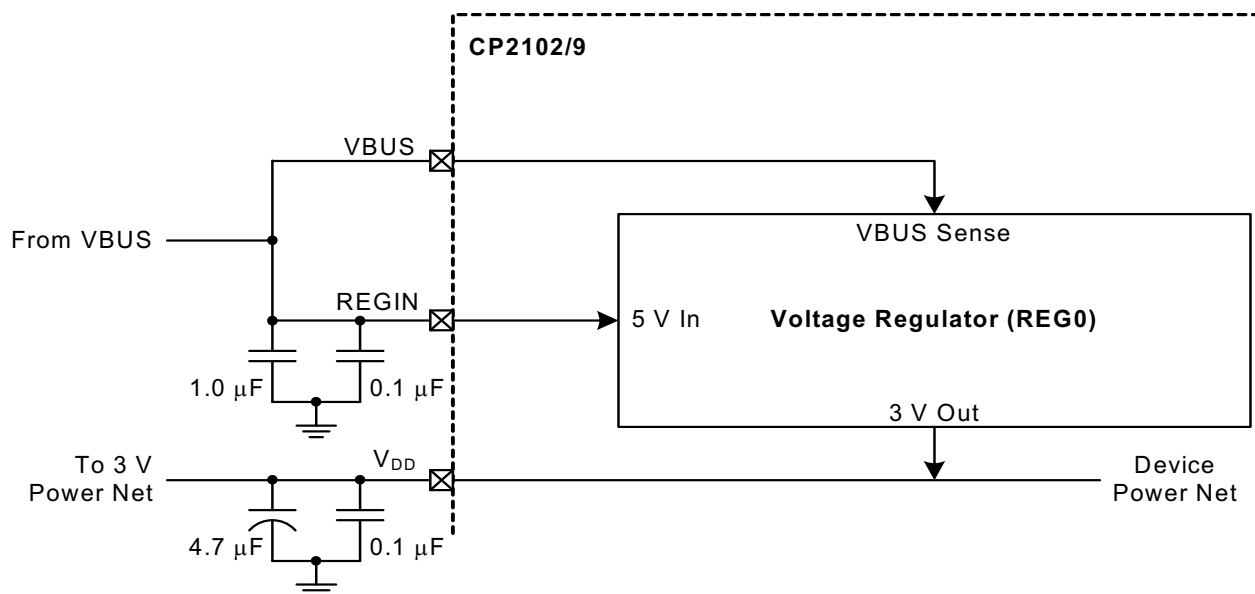 CP2102/9
VBUS
From VBUS
VBUS Sense
REGIN
5 V In
Voltage Regulator (REG0)
1.0 μF
0.1 μF
3 V Out
To 3 V
Power Net
VDD
Device
Power Net
4.7 μF
0.1 μF